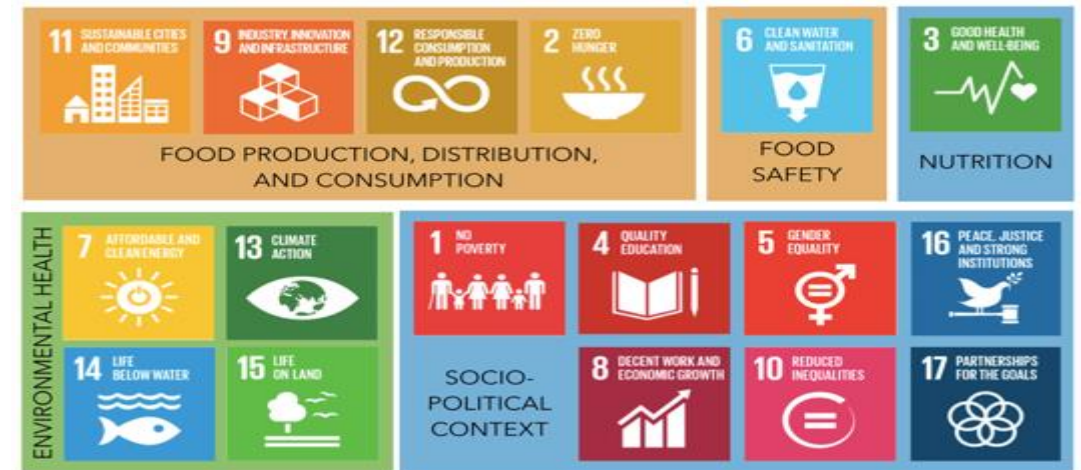 11 SUSTAINABLE CITIES
AND COMMUNITIES
9 INDUSTRY, INNOVATION
AND INFRASTRUCTURE
12 RESPONSIBLE
CONSUMPTION
AND PRODUCTION
2 ZERO
HUNGER
FOOD PRODUCTION, DISTRIBUTION,
AND CONSUMPTION
6 CLEAN WATER
AND SANITATION
FOOD
SAFETY
3 GOOD HEALTH
AND WELL-BEING
NUTRITION
ENVIRONMENTAL HEALTH
7 AFFORDABLE AND
CLEAN ENERGY
13 CLIMATE
ACTION
14 LIFE
BELOW WATER
15 LIFE
ON LAND
1 NO
POVERTY
4 QUALITY
EDUCATION
5 GENDER
EQUALITY
16 PEACE, JUSTICE
AND STRONG
INSTITUTIONS
SOCIO-
POLITICAL
CONTEXT
8 DECENT WORK AND
ECONOMIC GROWTH
10 REDUCED
INEQUALITIES
17 PARTNERSHIPS
FOR THE GOALS